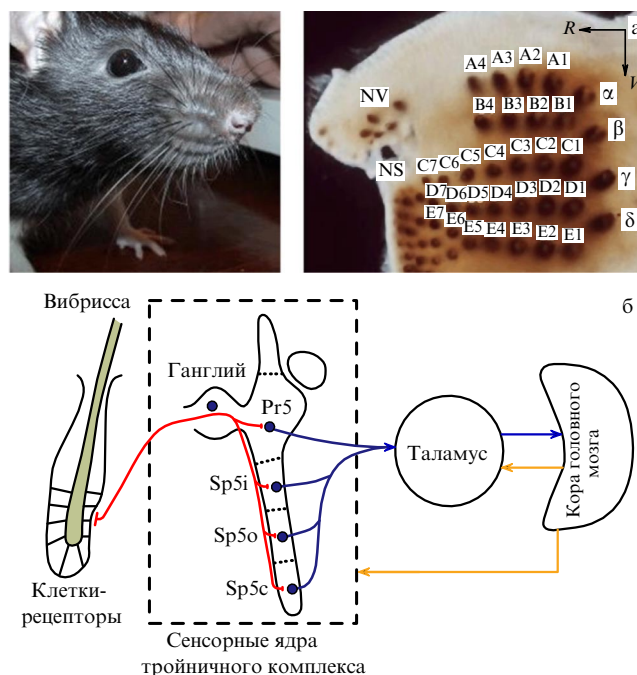 R
а
V
A4 A3 A2 A1
NV
α
B4 B3 B2 B1
β
NS
C7 C6 C5 C4 C3 C2 C1
γ
D7 D6 D5 D4 D3 D2 D1
δ
E7 E6 E5 E4 E3 E2 E1
б
Вибрисса
Ганглий
Pr5
Sp5i
Sp5o
Sp5c
Таламус
Кора головного
мозга
Клетки-
рецепторы
Сенсорные ядра
тройничного комплекса